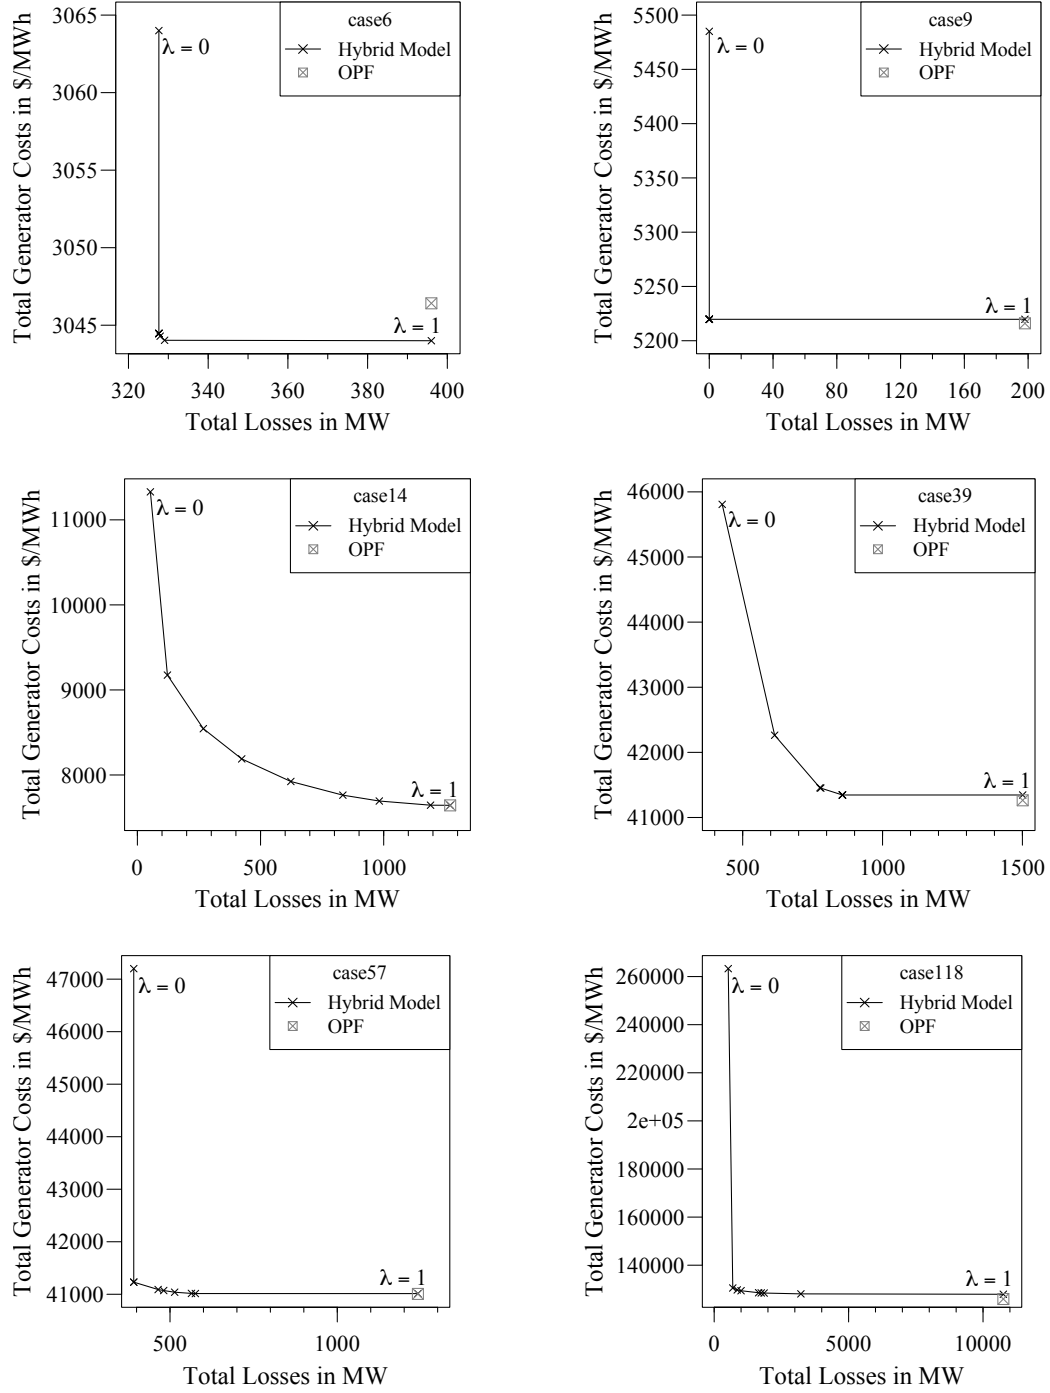 case6
Hybrid Model
OPF
λ = 0
λ = 1
3065
3060
3055
3050
3045
Total Generator Costs in $/MWh
320 340 360 380 400
Total Losses in MW
case9
Hybrid Model
OPF
λ = 0
λ = 1
5500
5450
5400
5350
5300
5250
5200
Total Generator Costs in $/MWh
0 40 80 120 160 200
Total Losses in MW
case14
Hybrid Model
OPF
λ = 0
λ = 1
11000
10000
9000
8000
Total Generator Costs in $/MWh
0 500 1000
Total Losses in MW
case39
Hybrid Model
OPF
λ = 0
λ = 1
46000
45000
44000
43000
42000
41000
Total Generator Costs in $/MWh
500 1000 1500
Total Losses in MW
case57
Hybrid Model
OPF
λ = 0
λ = 1
47000
46000
45000
44000
43000
42000
41000
Total Generator Costs in $/MWh
500 1000
Total Losses in MW
case118
Hybrid Model
OPF
λ = 0
λ = 1
260000
240000
220000
2e+05
180000
160000
140000
Total Generator Costs in $/MWh
0 5000 10000
Total Losses in MW